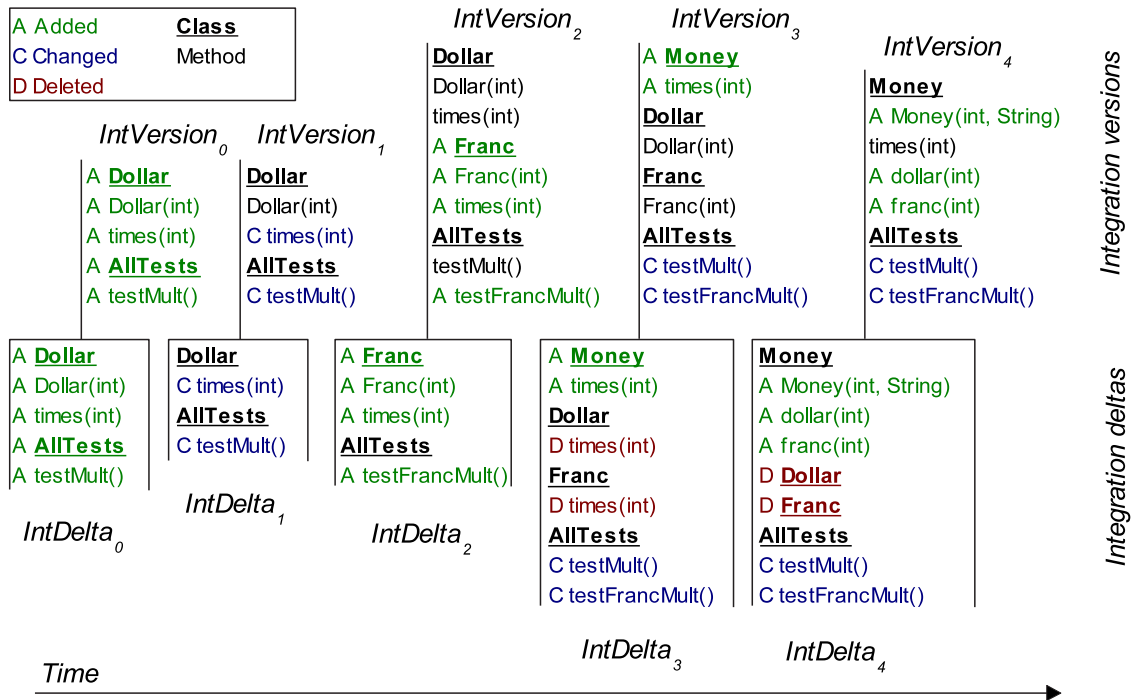 A Added Class
C Changed Method
D Deleted
IntVersion0
A Dollar
A Dollar(int)
A times(int)
A AllTests
A testMult()
IntVersion1
Dollar
Dollar(int)
C times(int)
AllTests
C testMult()
IntVersion2
Dollar
Dollar(int)
times(int)
A Franc
A Franc(int)
A times(int)
AllTests
testMult()
A testFrancMult()
IntVersion3
A Money
A times(int)
Dollar
Dollar(int)
Franc
Franc(int)
AllTests
C testMult()
C testFrancMult()
IntVersion4
Money
A Money(int, String)
times(int)
A dollar(int)
A franc(int)
AllTests
C testMult()
C testFrancMult()
Integration versions
A Dollar
A Dollar(int)
A times(int)
A AllTests
A testMult()
IntDelta0
Dollar
C times(int)
AllTests
C testMult()
IntDelta1
A Franc
A Franc(int)
A times(int)
AllTests
A testFrancMult()
IntDelta2
A Money
A times(int)
Dollar
D times(int)
Franc
D times(int)
AllTests
C testMult()
C testFrancMult()
IntDelta3
Money
A Money(int, String)
A dollar(int)
A franc(int)
D Dollar
D Franc
AllTests
C testMult()
C testFrancMult()
IntDelta4
Integration deltas
Time